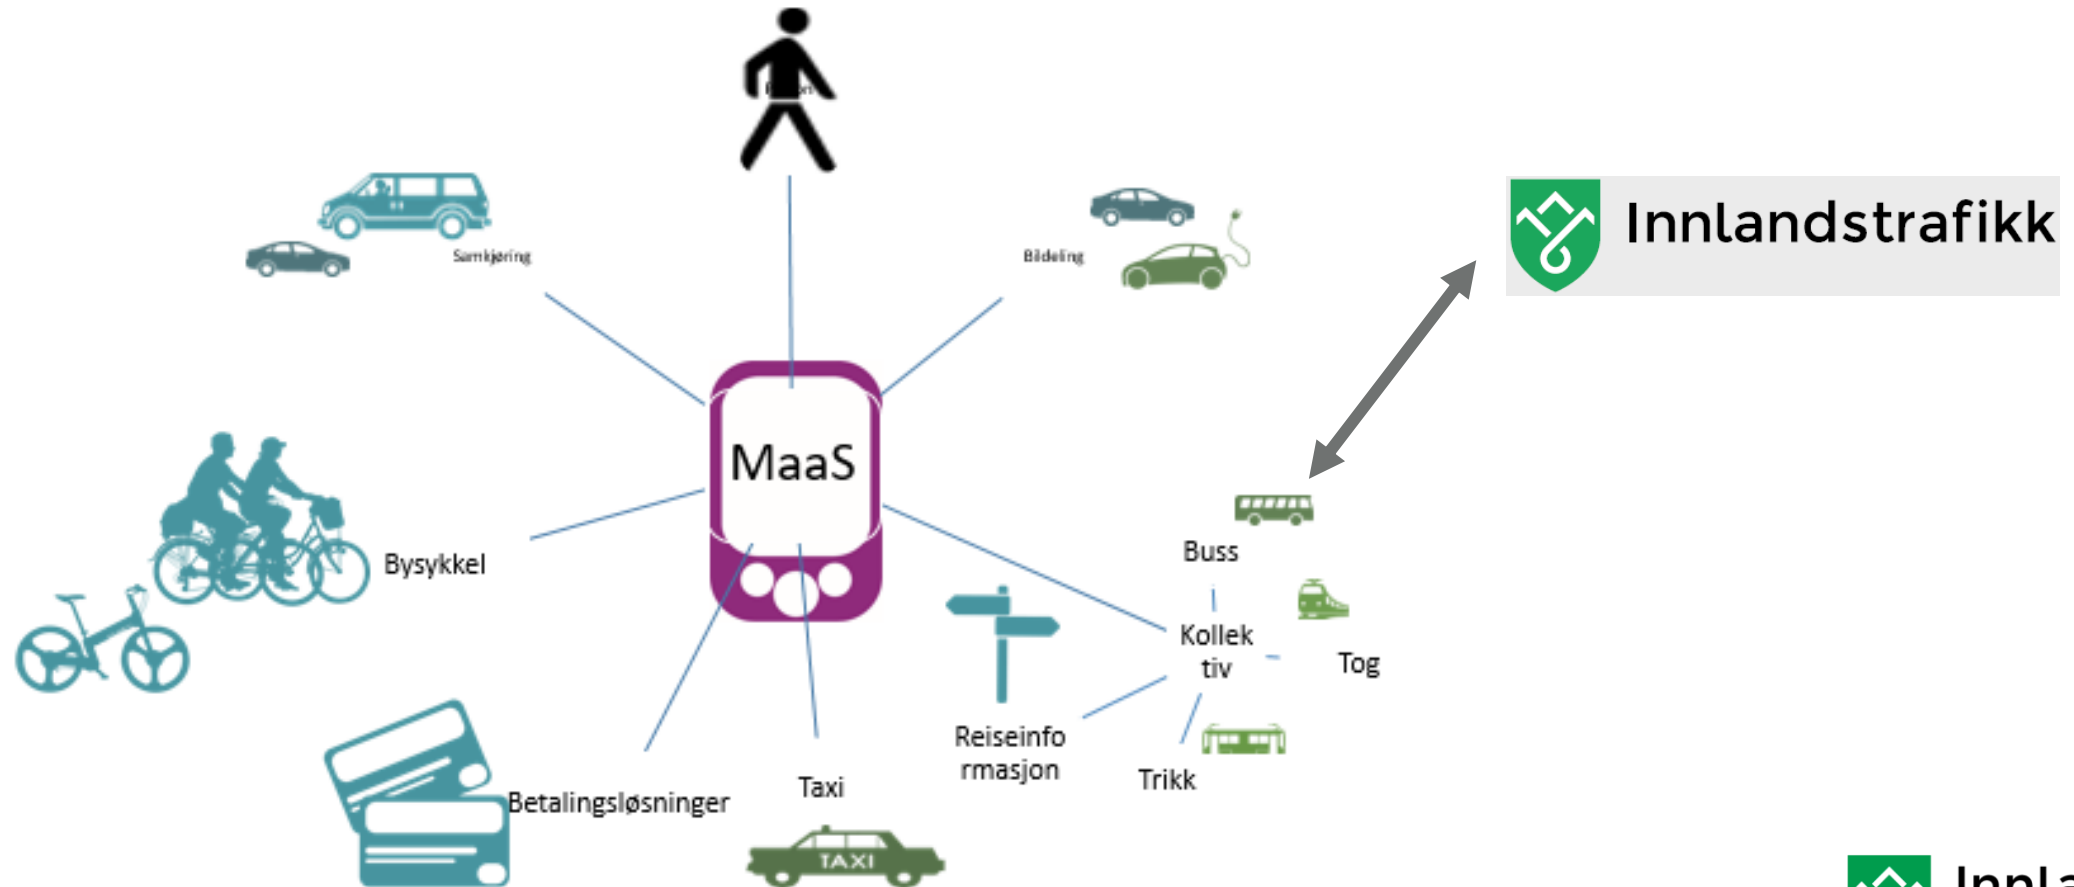 Innlandstrafikk
Samkjøring
Bildeling
MaaS
Buss
Bysykkel
Kollek
tiv
Tog
Reiseinfo
rmasjon
Trikk
Taxi
Betalingsløsninger
TAXI